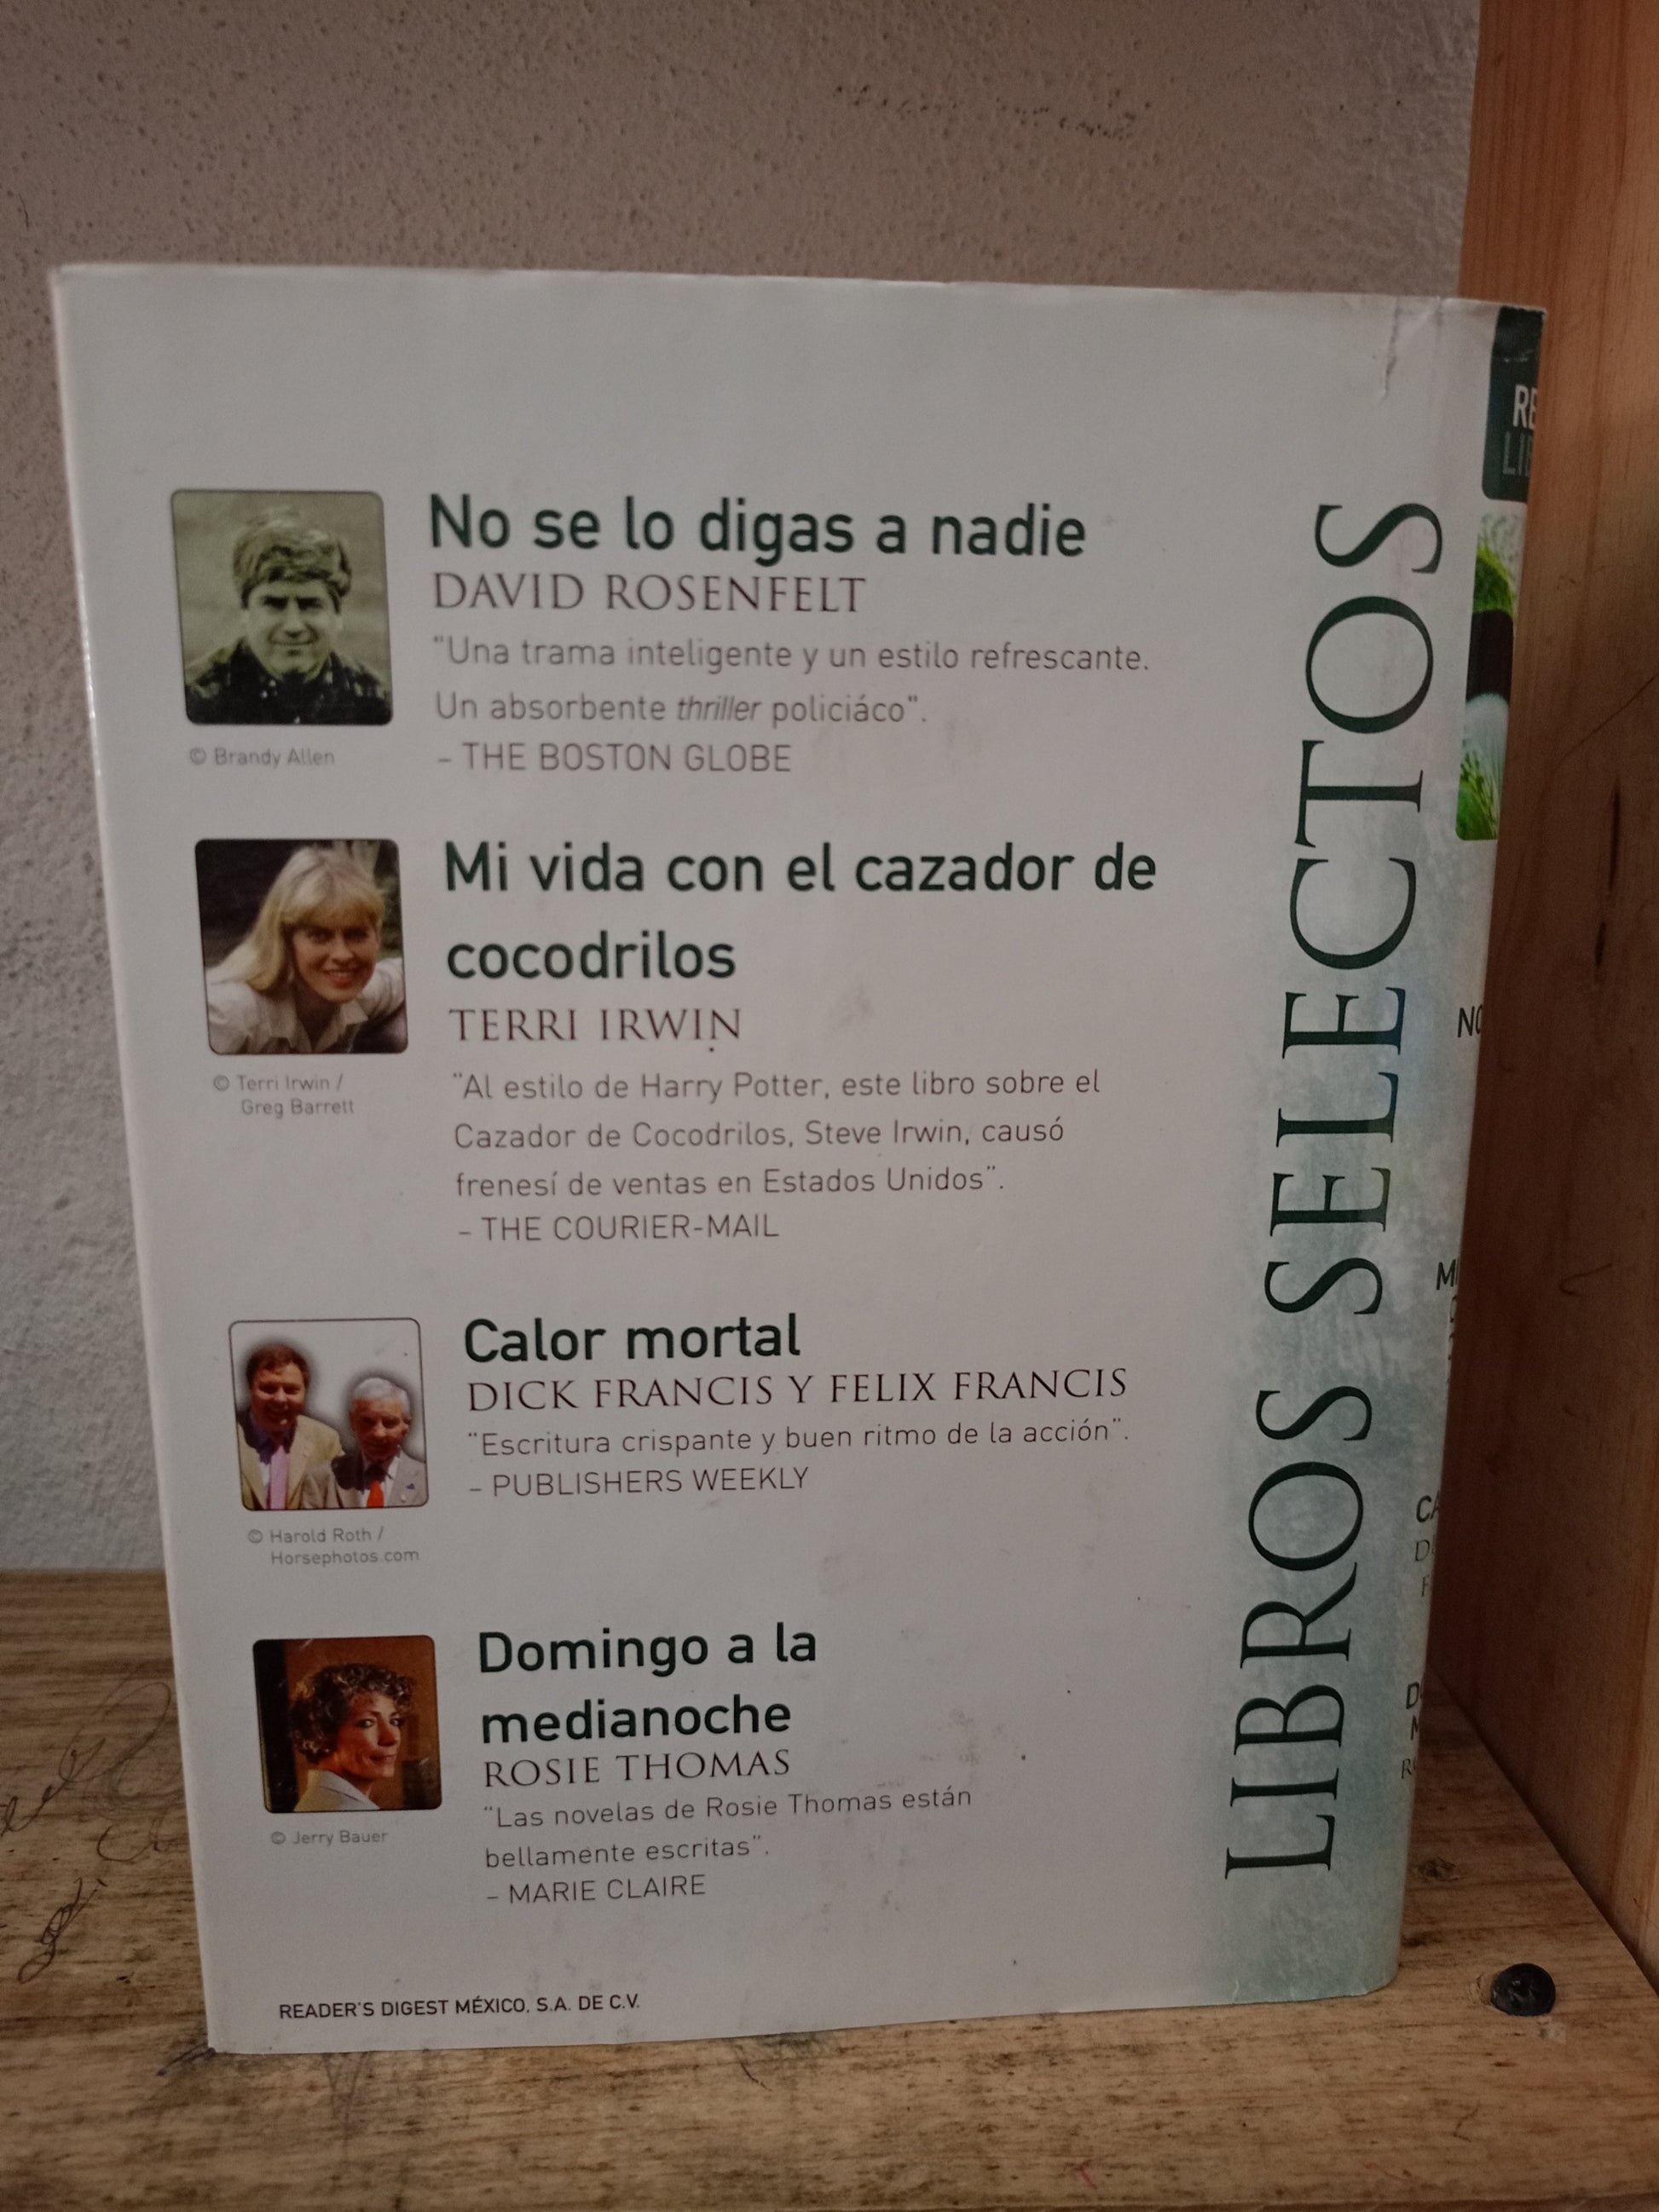 No se lo digas a nadie
DAVID ROSENFELT
"Una trama inteligente y un estilo refrescante.
Un absorbente thriller policiáco".
– THE BOSTON GLOBE
© Brandy Allen
Mi vida con el cazador de
cocodrilos
TERRI IRWIN
"Al estilo de Harry Potter, este libro sobre el
Cazador de Cocodrilos, Steve Irwin, causó
frenesí de ventas en Estados Unidos".
– THE COURIER-MAIL
© Terri Irwin /
Greg Barrett
Calor mortal
DICK FRANCIS Y FELIX FRANCIS
"Escritura crispante y buen ritmo de la acción".
– PUBLISHERS WEEKLY
© Harold Roth /
Horsephotos.com
Domingo a la
medianoche
ROSIE THOMAS
"Las novelas de Rosie Thomas están
bellamente escritas".
– MARIE CLAIRE
© Jerry Bauer
READER'S DIGEST MÉXICO, S.A. DE C.V.
LIBROS SELECTOS